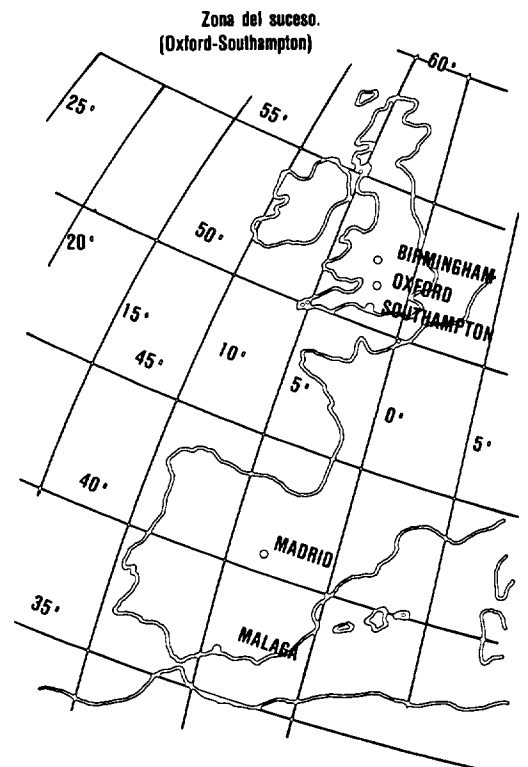 Zona del suceso.
(Oxford-Southampton)
60°
25°
55°
20°
50°
BIRMINGHAM
OXFORD
SOUTHAMPTON
15°
45°
10°
5°
0°
5°
40°
MADRID
35°
MALAGA